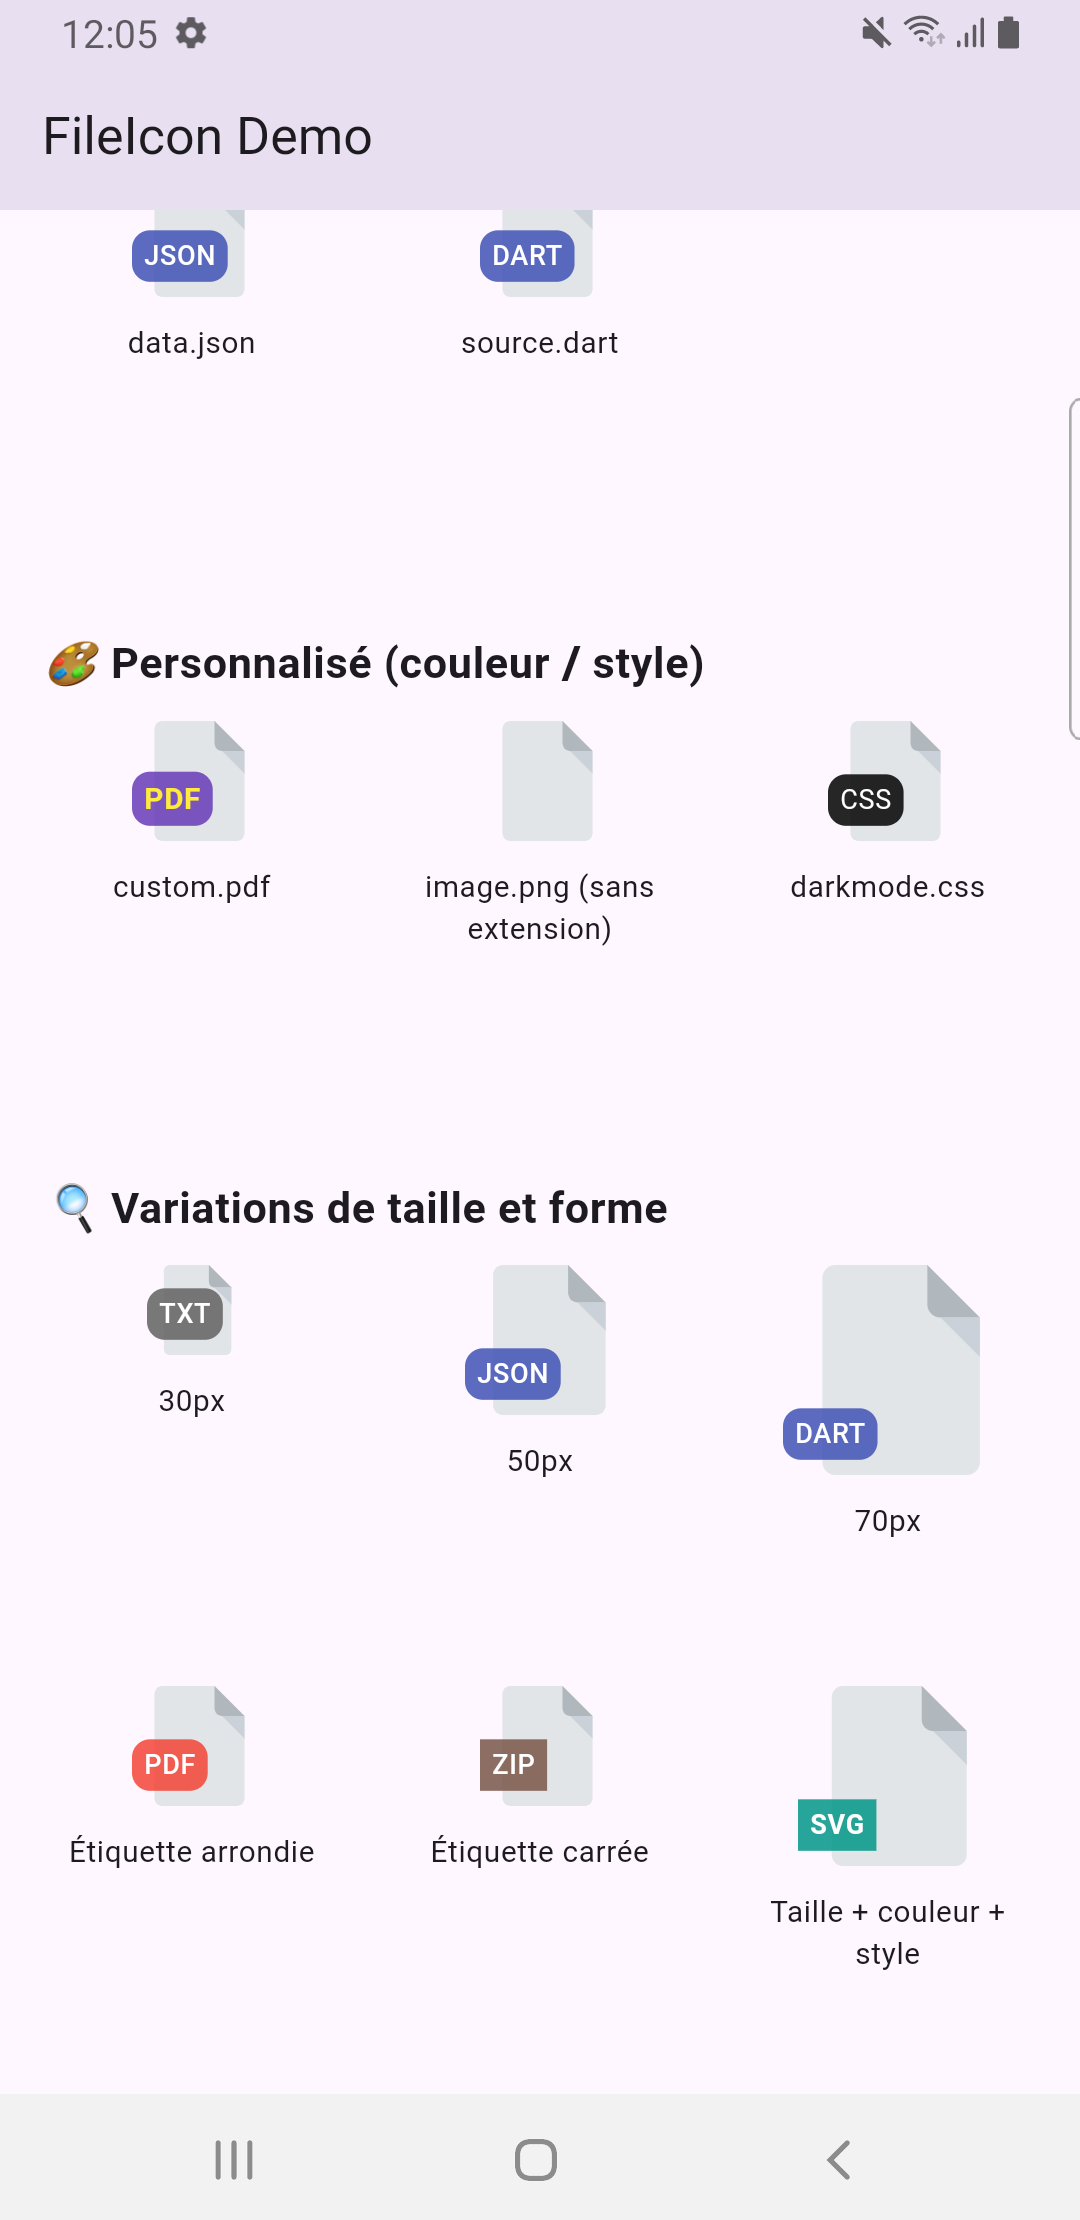 12:05
FileIcon Demo
JSON DART
data.json source.dart
🎨 Personnalisé (couleur / style)
PDF CSS
custom.pdf image.png (sans darkmode.css
extension)
🔍 Variations de taille et forme
TXT
30px
JSON
50px
DART
70px
PDF ZIP SVG
Étiquette arrondie Étiquette carrée
Taille + couleur +
style